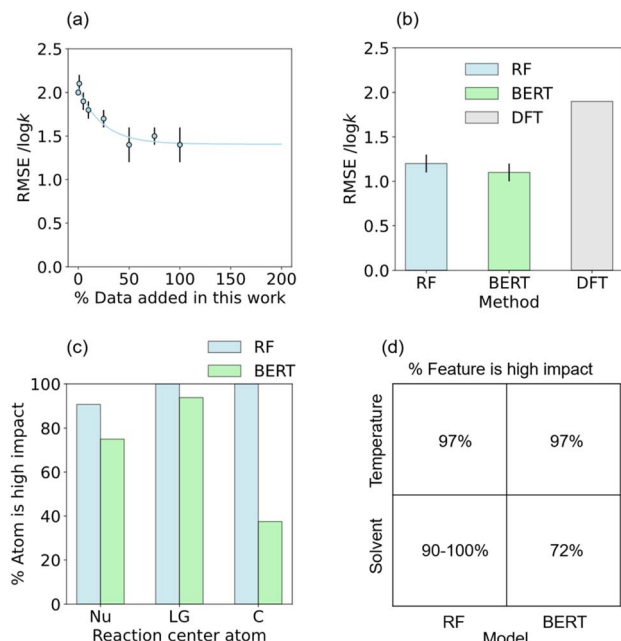 (a)
2.5
2.0
1.5
1.0
0.5
0.0
RMSE /logk
0 50 100 150 200
% Data added in this work
(b)
2.5
2.0
1.5
1.0
0.5
0.0
RMSE /logk
RF
BERT
DFT
RF BERT DFT
Method
(c)
RF
BERT
100
80
60
40
20
0
% Atom is high impact
Nu LG C
Reaction center atom
(d)
% Feature is high impact
Temperature
97% 97%
Solvent
90-100% 72%
RF BERT
Model